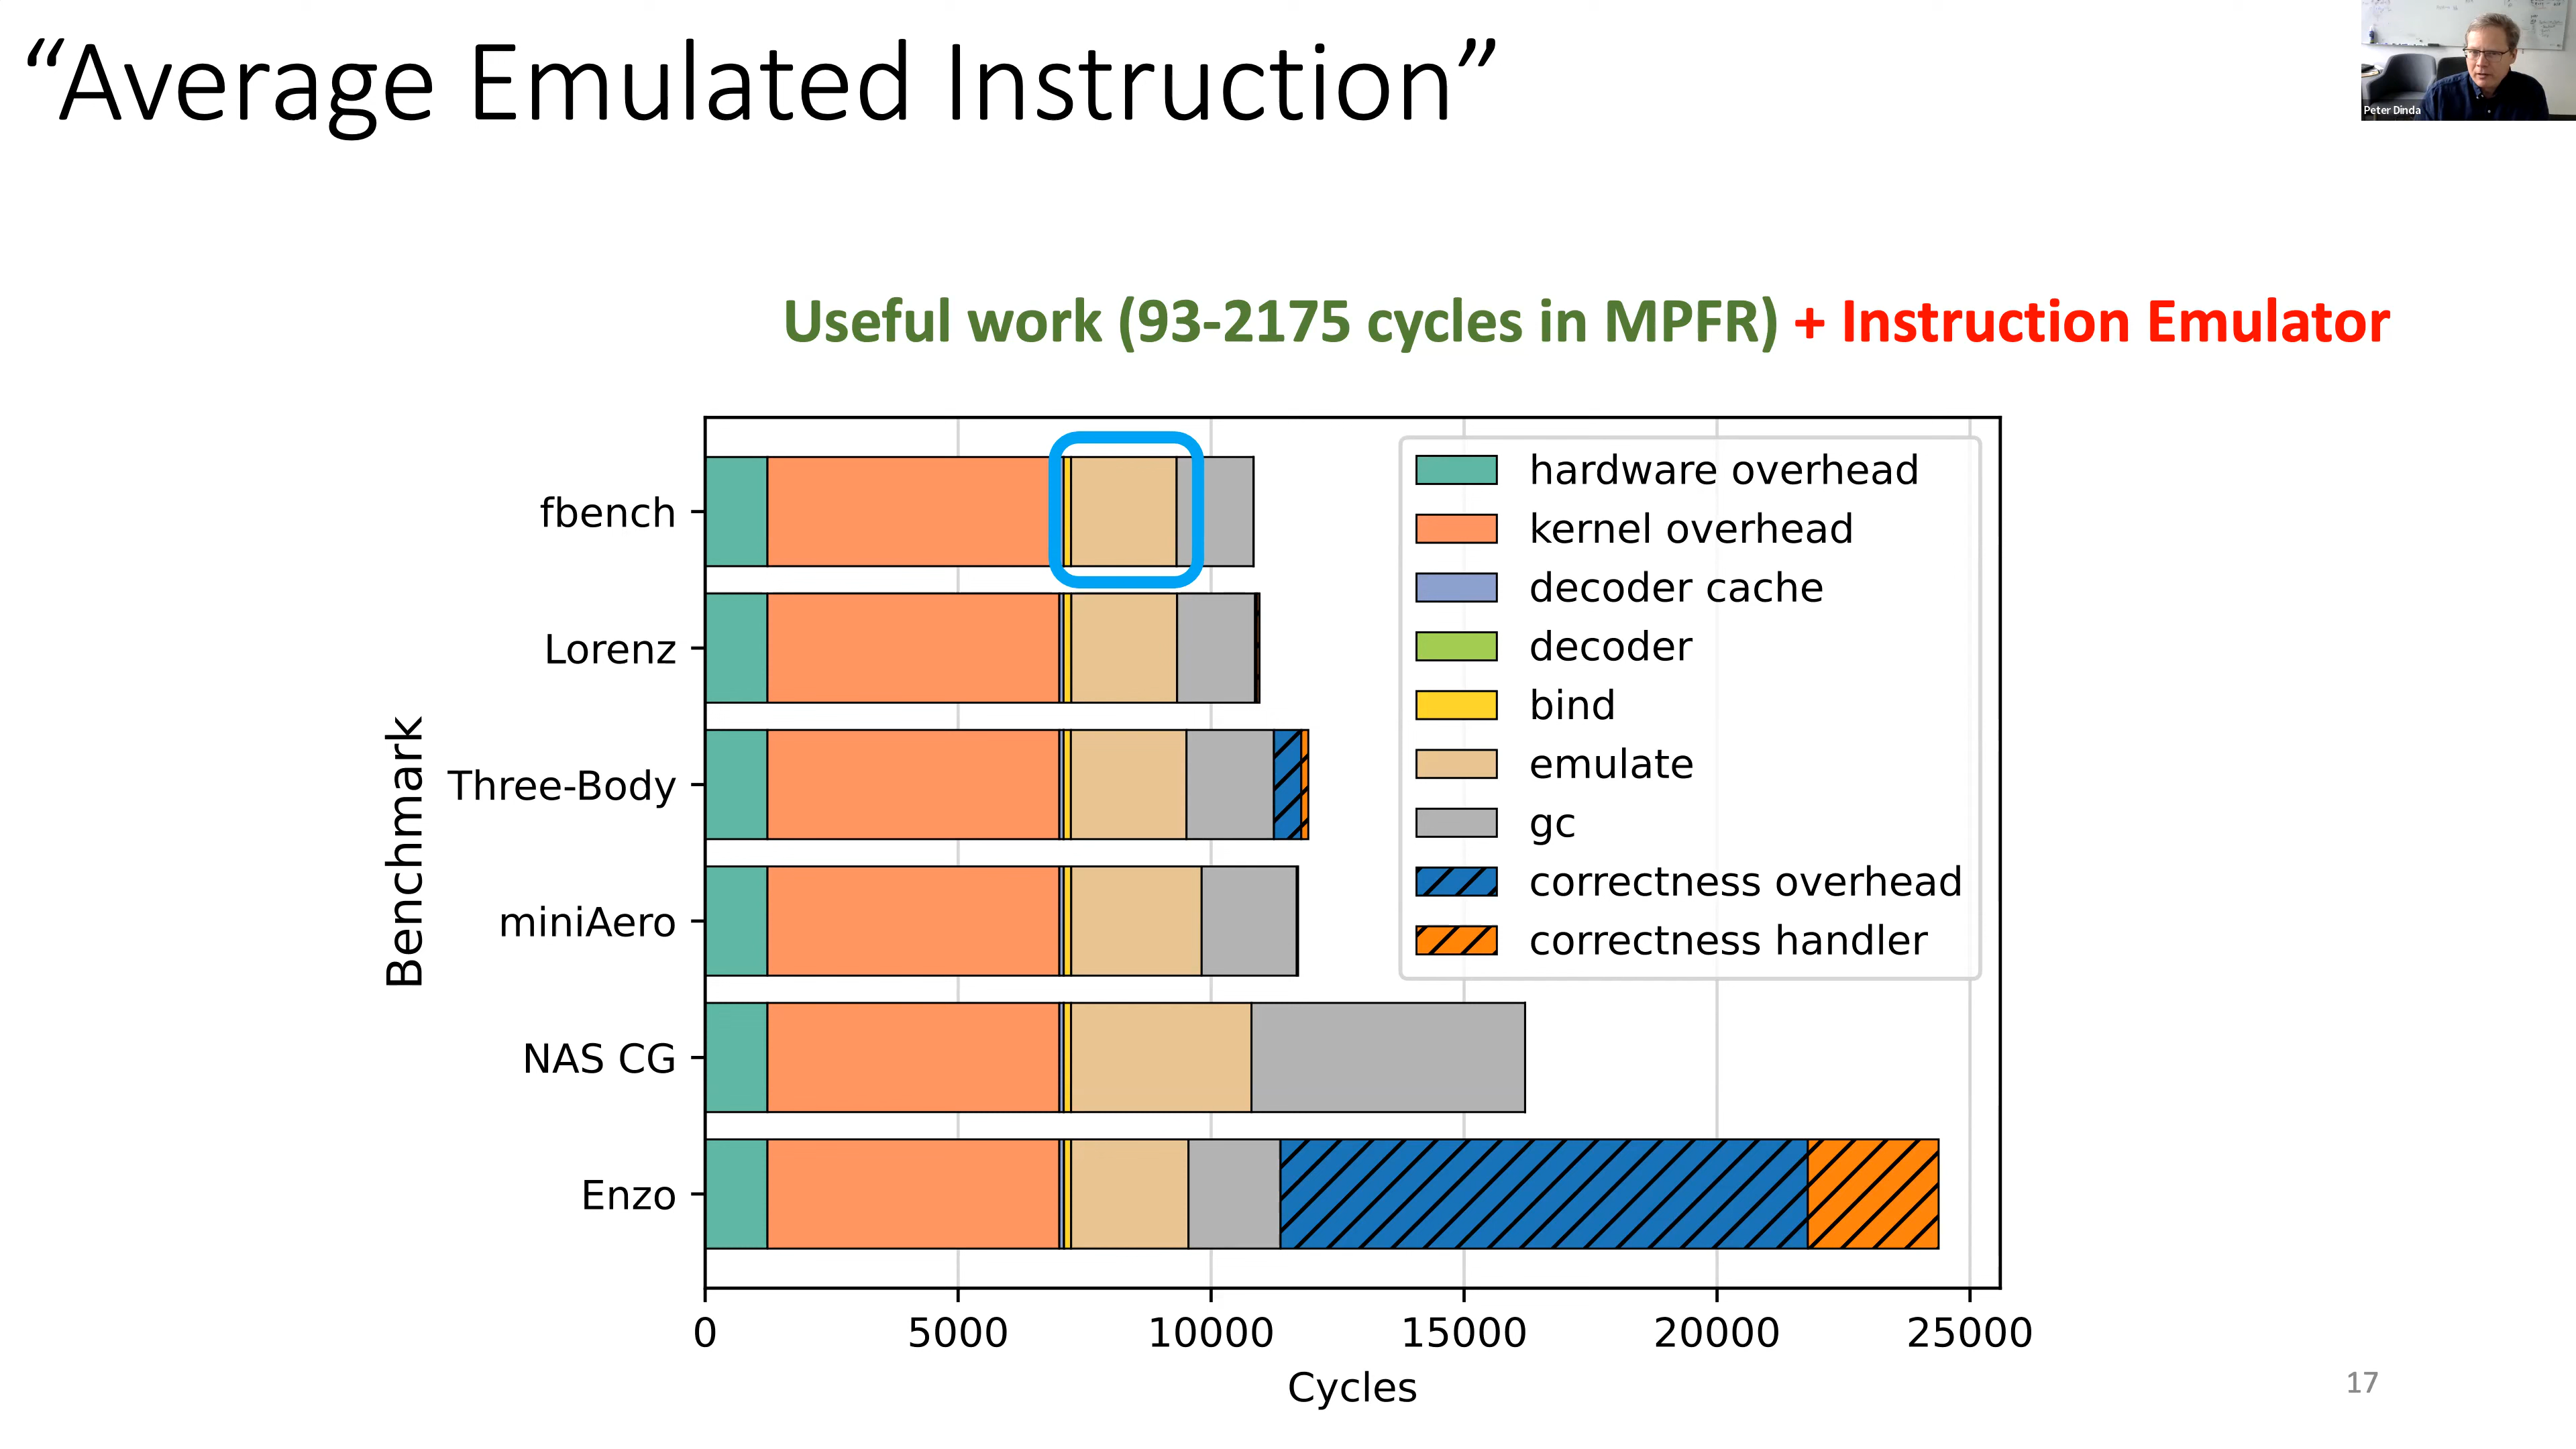 “Average Emulated Instruction”
Peter Dinda
Useful work (93-2175 cycles in MPFR) + Instruction Emulator
fbench
Lorenz
Three-Body
miniAero
NAS CG
Enzo
Benchmark
hardware overhead
kernel overhead
decoder cache
decoder
bind
emulate
gc
correctness overhead
correctness handler
0 5000 10000 15000 20000 25000
Cycles
17